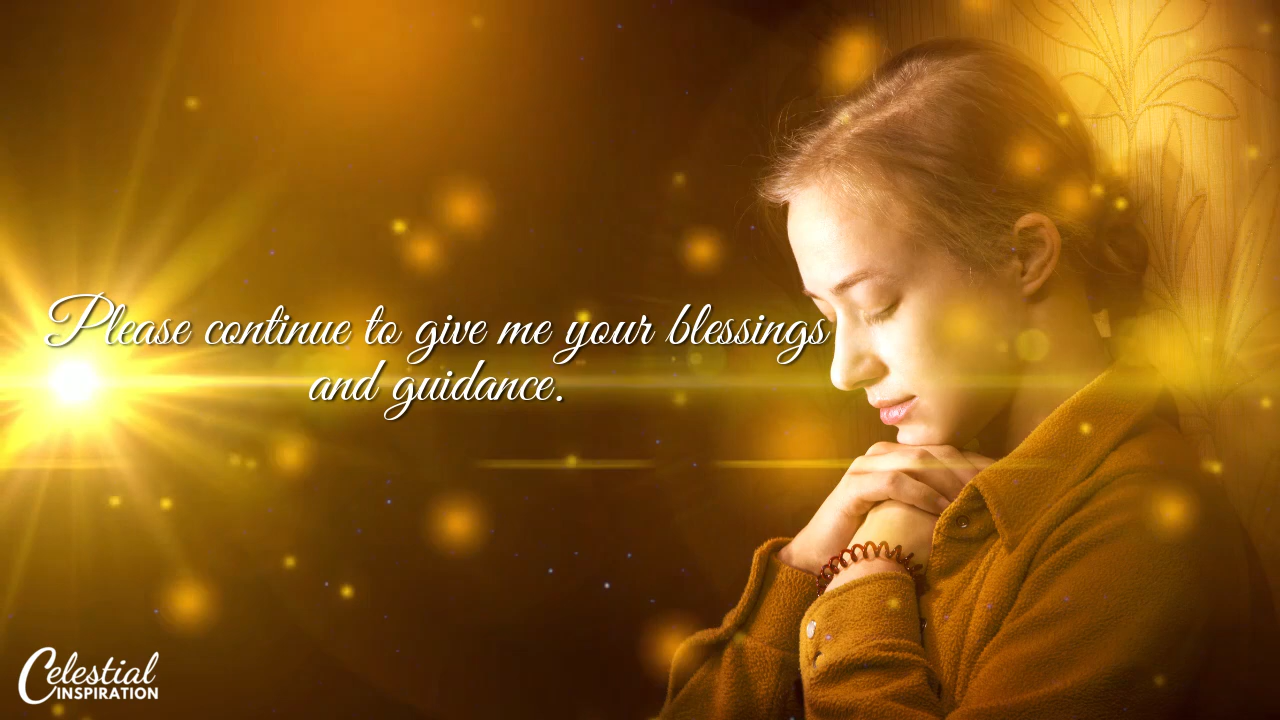 Please continue to give me your blessings
and guidance.
Celestial
INSPIRATION